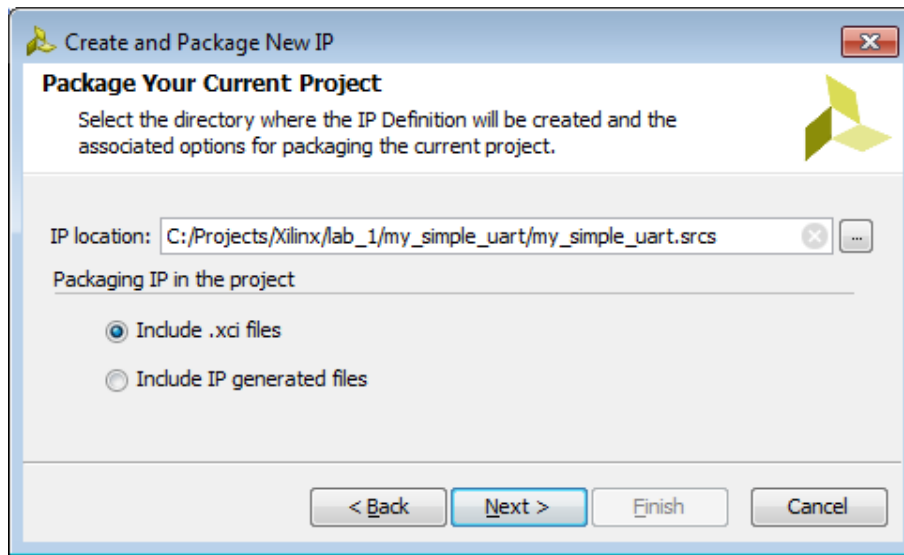 Create and Package New IP
Package Your Current Project
Select the directory where the IP Definition will be created and the
associated options for packaging the current project.
IP location: C:/Projects/Xilinx/lab_1/my_simple_uart/my_simple_uart.srcs ...
Packaging IP in the project
Include .xci files
Include IP generated files
< Back Next > Finish Cancel